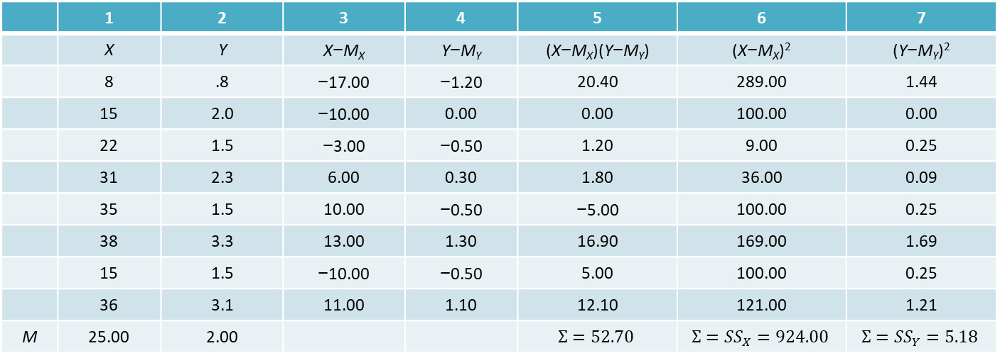 1 2 3 4 5 6 7
X Y X−M_X Y−M_Y (X−M_X)(Y−M_Y) (X−M_X)² (Y−M_Y)²
8 .8 −17.00 −1.20 20.40 289.00 1.44
15 2.0 −10.00 0.00 0.00 100.00 0.00
22 1.5 −3.00 −0.50 1.20 9.00 0.25
31 2.3 6.00 0.30 1.80 36.00 0.09
35 1.5 10.00 −0.50 −5.00 100.00 0.25
38 3.3 13.00 1.30 16.90 169.00 1.69
15 1.5 −10.00 −0.50 5.00 100.00 0.25
36 3.1 11.00 1.10 12.10 121.00 1.21
M 25.00 2.00 Σ = 52.70 Σ = SS_X = 924.00 Σ = SS_Y = 5.18